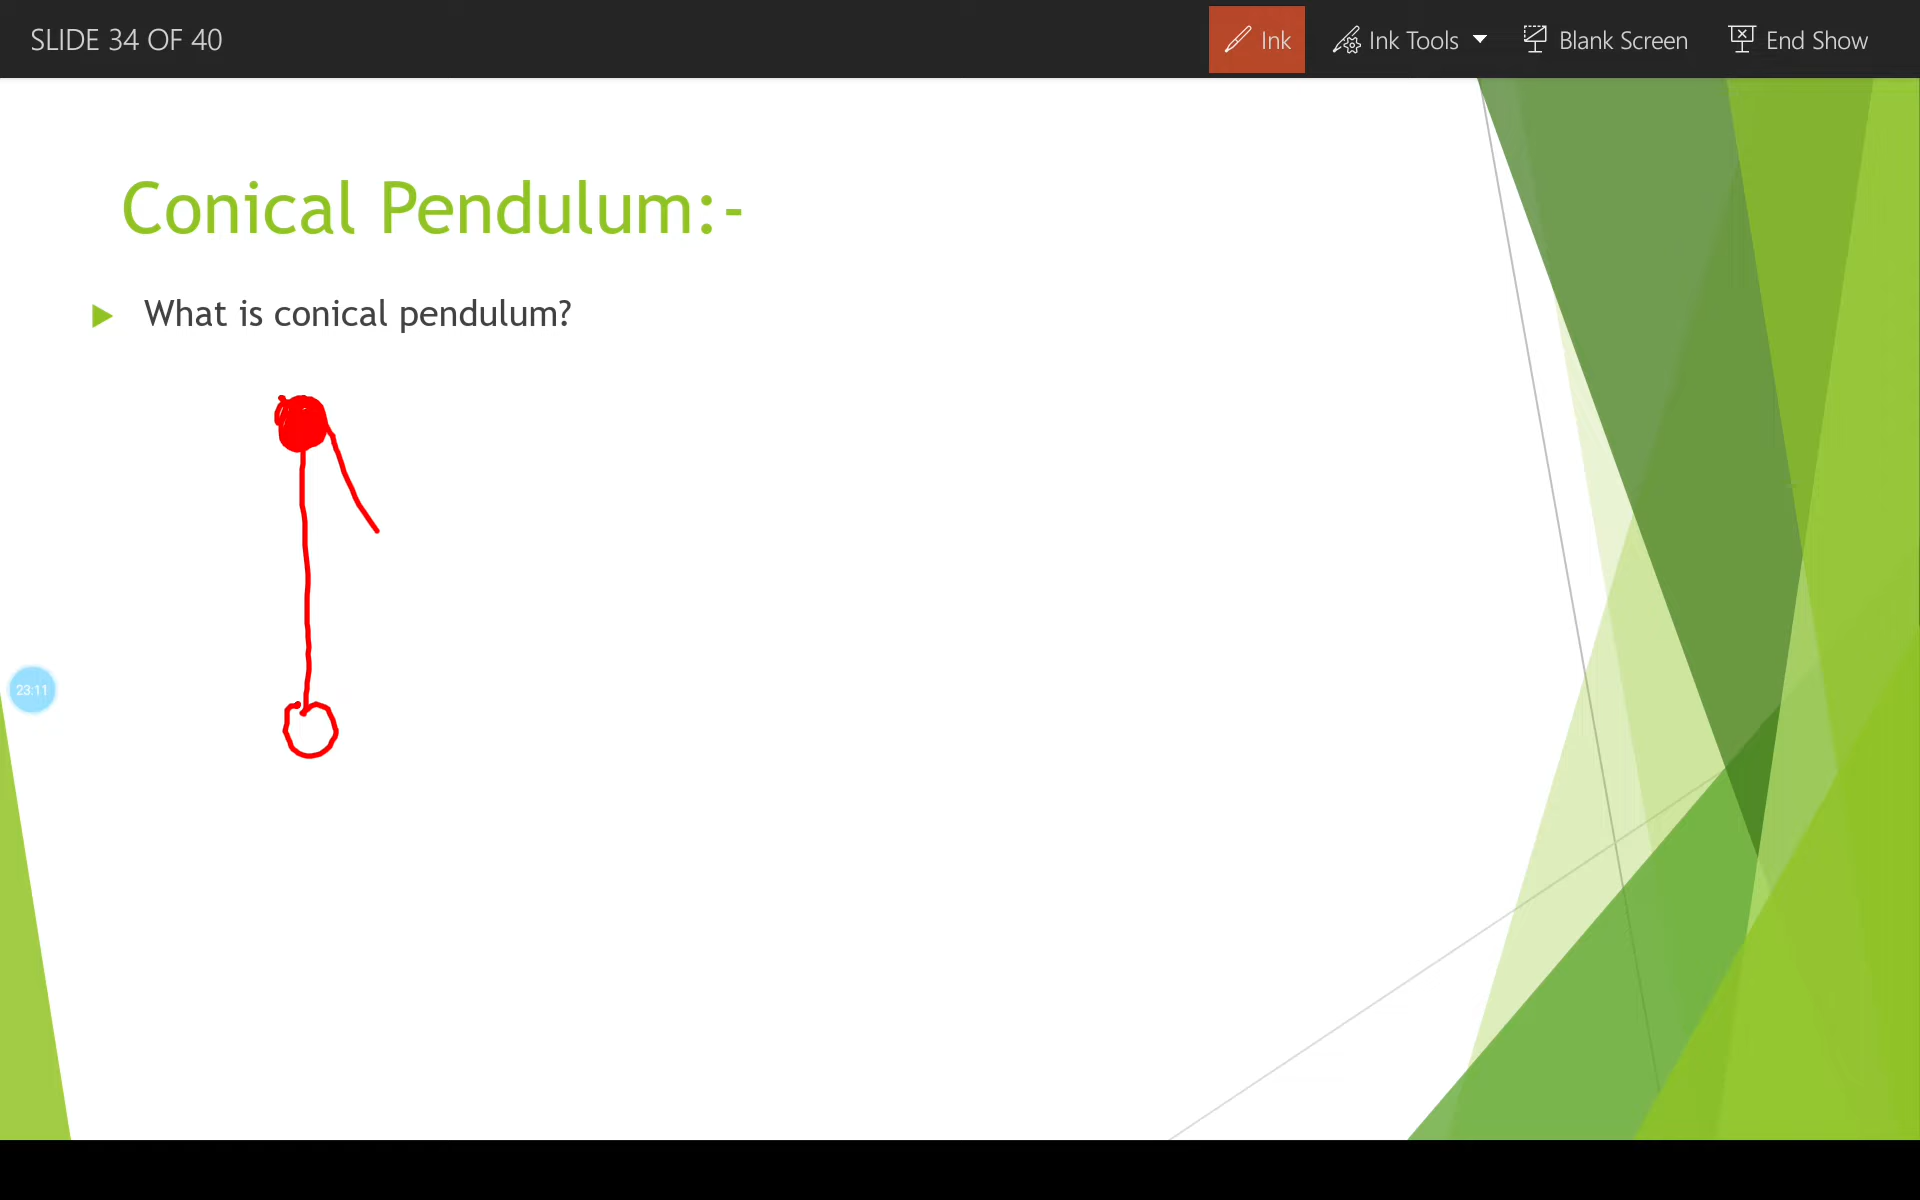 SLIDE 34 OF 40
Ink
Ink Tools
Blank Screen
End Show
Conical Pendulum:-
What is conical pendulum?
23:11